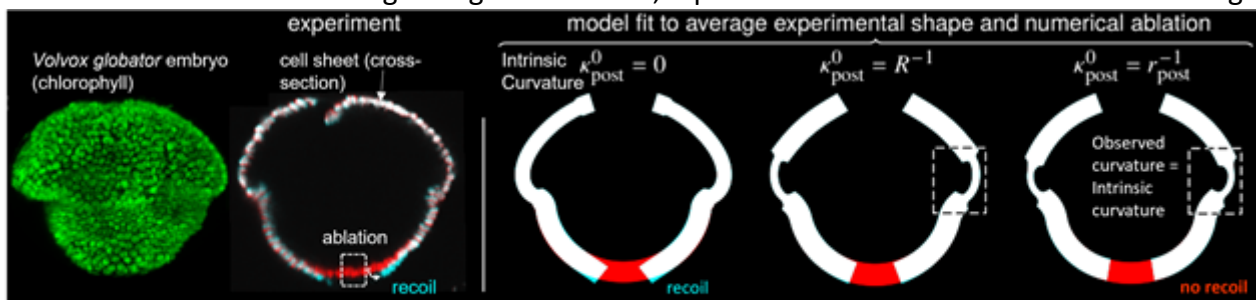 experiment
model fit to average experimental shape and numerical ablation
Volvox globator embryo
(chlorophyll)
cell sheet (cross-
section)
ablation
recoil
Intrinsic
Curvature
κ⁰post = 0
κ⁰post = R⁻¹
κ⁰post = r⁻¹post
Observed
curvature =
Intrinsic
curvature
recoil
no recoil